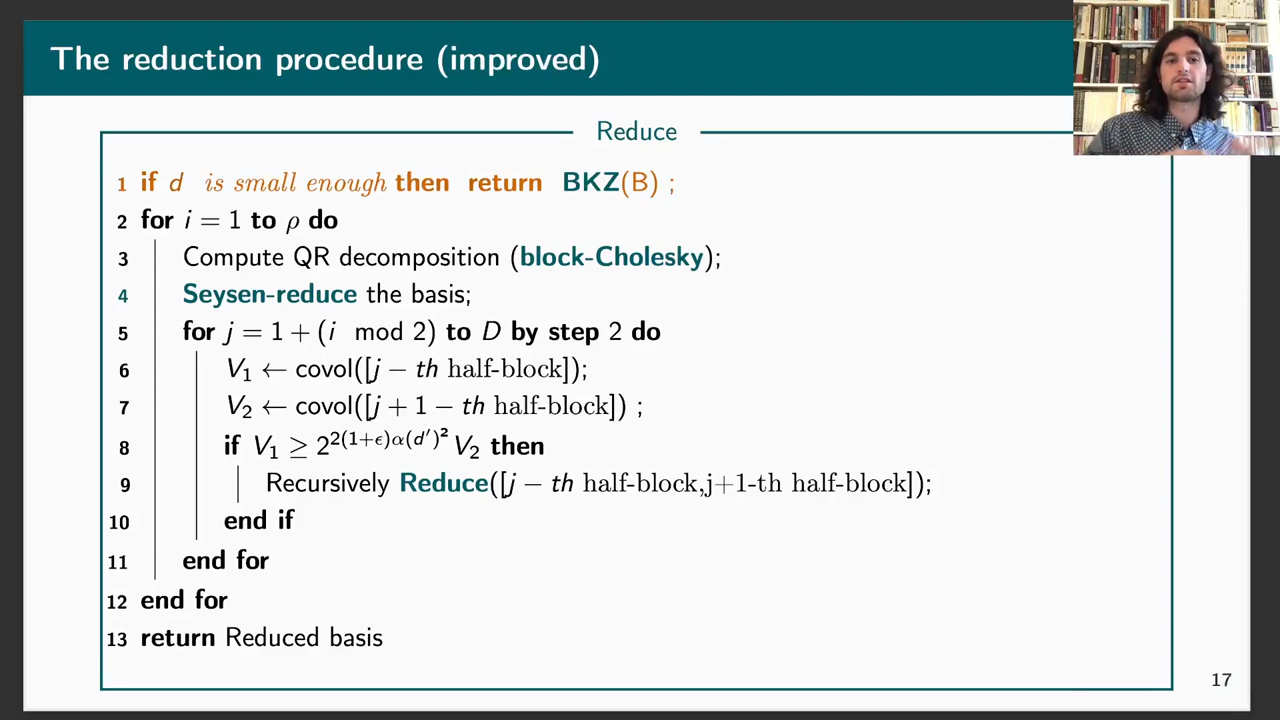 The reduction procedure (improved)
Reduce
1 if d is small enough then return BKZ(B) ;
2 for i = 1 to ρ do
3 Compute QR decomposition (block-Cholesky);
4 Seysen-reduce the basis;
5 for j = 1 + (i mod 2) to D by step 2 do
6 V₁ ← covol([j − th half-block]);
7 V₂ ← covol([j + 1 − th half-block]) ;
8 if V₁ ≥ 2^{2(1+ϵ)α(d′)²} V₂ then
9 Recursively Reduce([j − th half-block,j+1-th half-block]);
10 end if
11 end for
12 end for
13 return Reduced basis
17